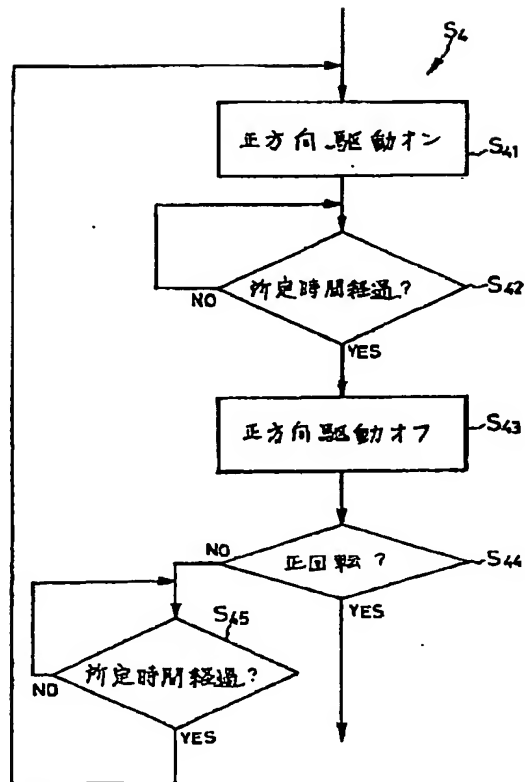 S4
正方向駆動オン
S41
所定時間経過?
S42
NO
YES
正方向駆動オフ
S43
NO
正回転?
S44
YES
S45
所定時間経過?
NO
YES